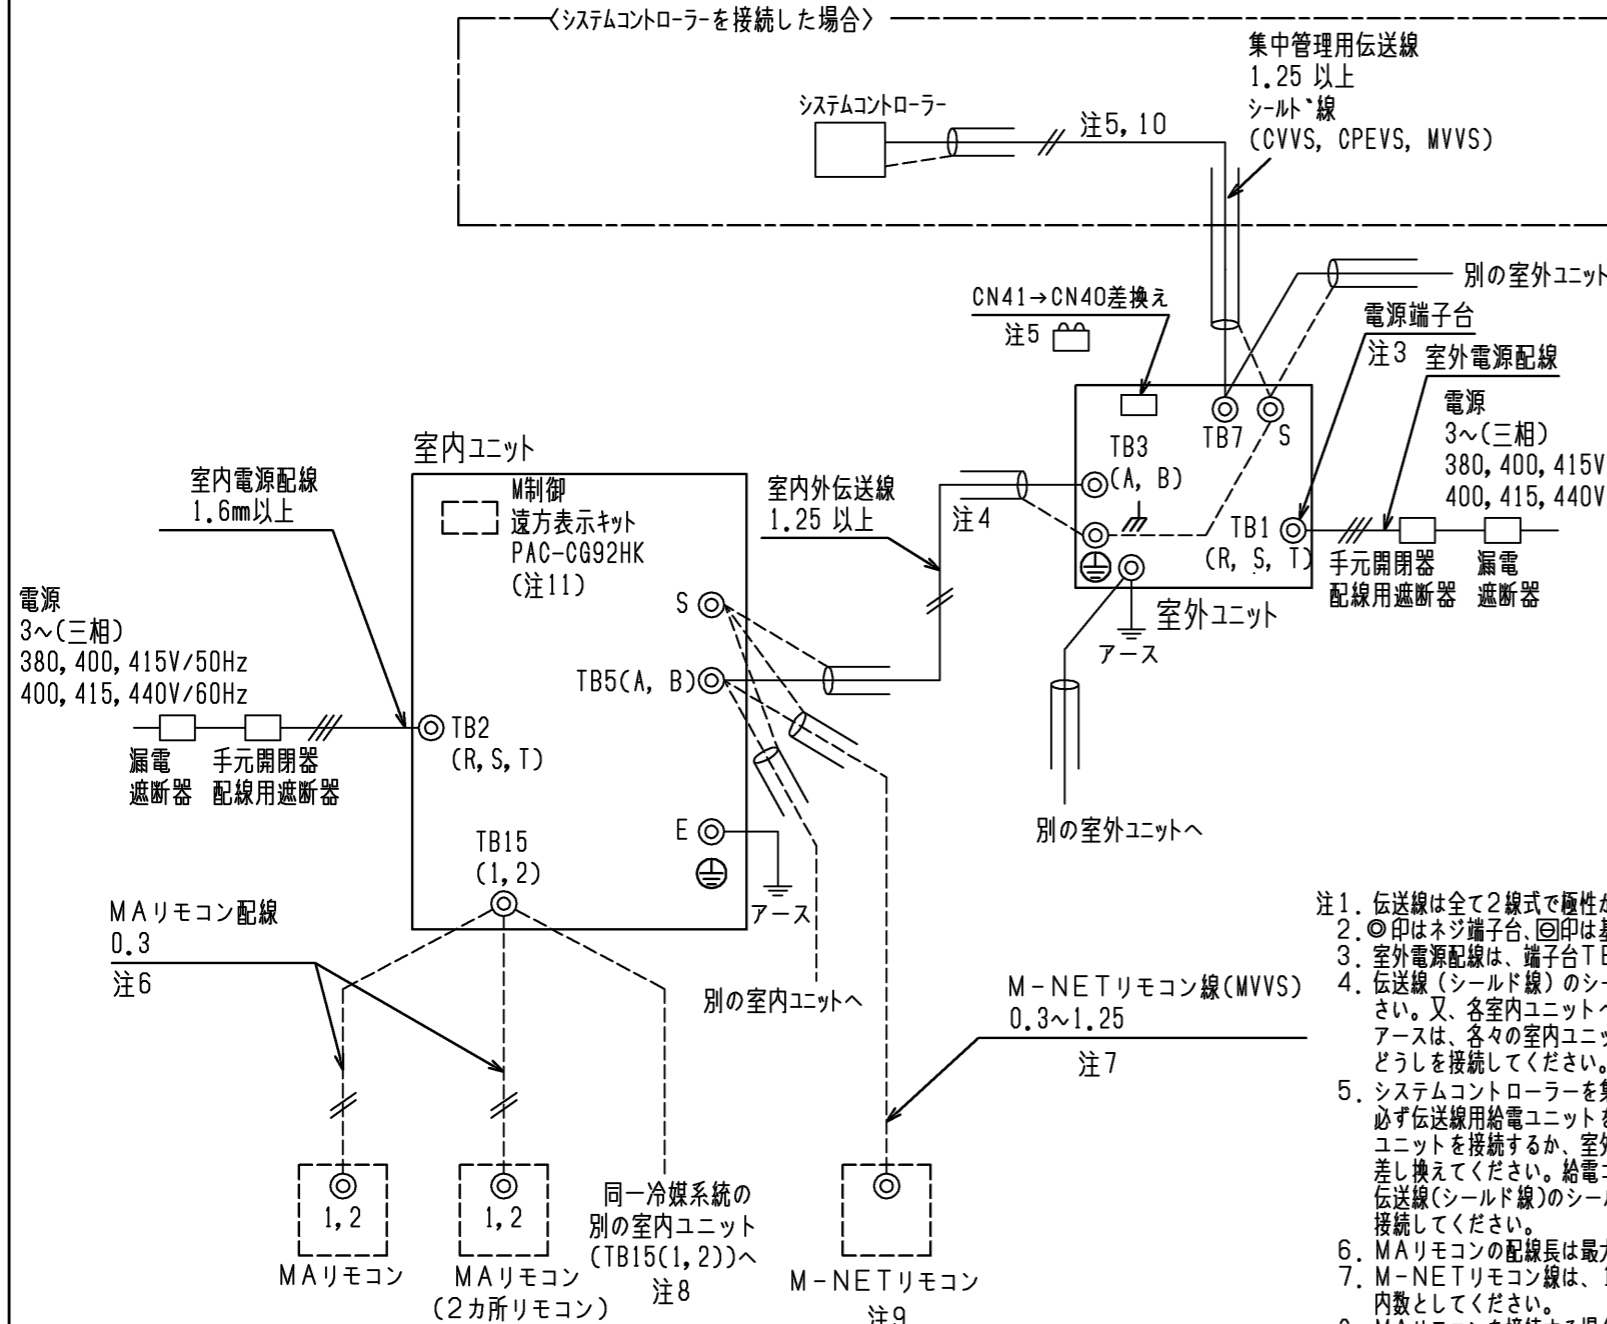 〈システムコントローラーを接続した場合〉
集中管理用伝送線
1.25 以上
シールド線
(CVVS, CPEVS, MVVS)
システムコントローラー
注5, 10
別の室外ユニット
CN41→CN40差換え
注5
電源端子台
注3
室外電源配線
電源
3~(三相)
380, 400, 415V
400, 415, 440V
TB3
(A, B)
TB7
S
TB1
(R, S, T)
手元開閉器
配線用遮断器
漏電
遮断器
室外ユニット
アース
別の室外ユニットへ
室内ユニット
M制御
遠方表示キット
PAC-CG92HK
(注11)
室内電源配線
1.6mm以上
室内外伝送線
1.25 以上
注4
S
TB5(A, B)
電源
3~(三相)
380, 400, 415V/50Hz
400, 415, 440V/60Hz
漏電
遮断器
手元開閉器
配線用遮断器
TB2
(R, S, T)
E
アース
TB15
(1, 2)
MAリモコン配線
0.3
注6
別の室内ユニットへ
M-NETリモコン線(MVVS)
0.3~1.25
注7
1, 2
MAリモコン
1, 2
MAリモコン
(2カ所リモコン)
同一冷媒系統の
別の室内ユニット
(TB15(1, 2))へ
注8
M-NETリモコン
注9
注1. 伝送線は全て2線式で極性が
2. ◎印はネジ端子台、回印は基
3. 室外電源配線は、端子台TB
4. 伝送線(シールド線)のシー
さい。又、各室内ユニットへ
アースは、各々の室内ユニッ
どうしを接続してください。
5. システムコントローラーを集
必ず伝送線用給電ユニットを
ユニットを接続するか、室外
差し換えてください。給電ユ
伝送線(シールド線)のシール
接続してください。
6. MAリモコンの配線長は最大
7. M-NETリモコン線は、1
内数としてください。